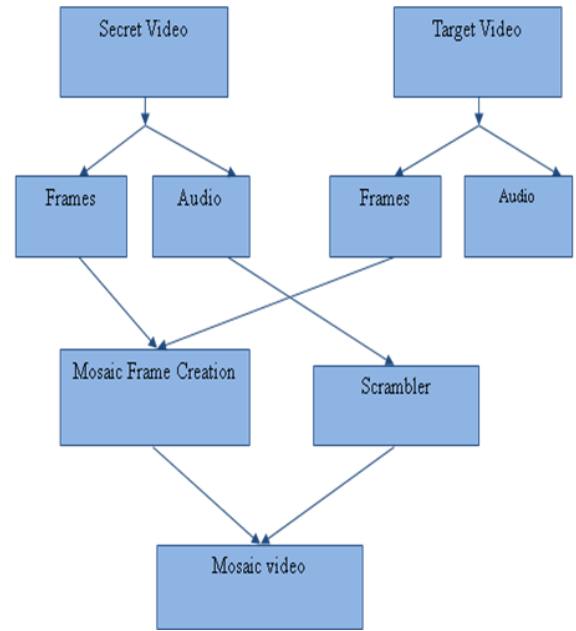 Secret Video
Target Video
Frames
Audio
Frames
Audio
Mosaic Frame Creation
Scrambler
Mosaic video